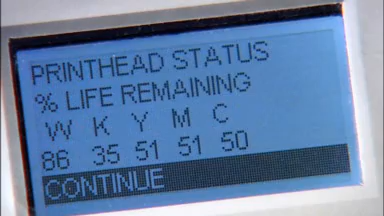 PRINTHEAD STATUS
% LIFE REMAINING
W K Y M C
86 35 51 51 50
CONTINUE